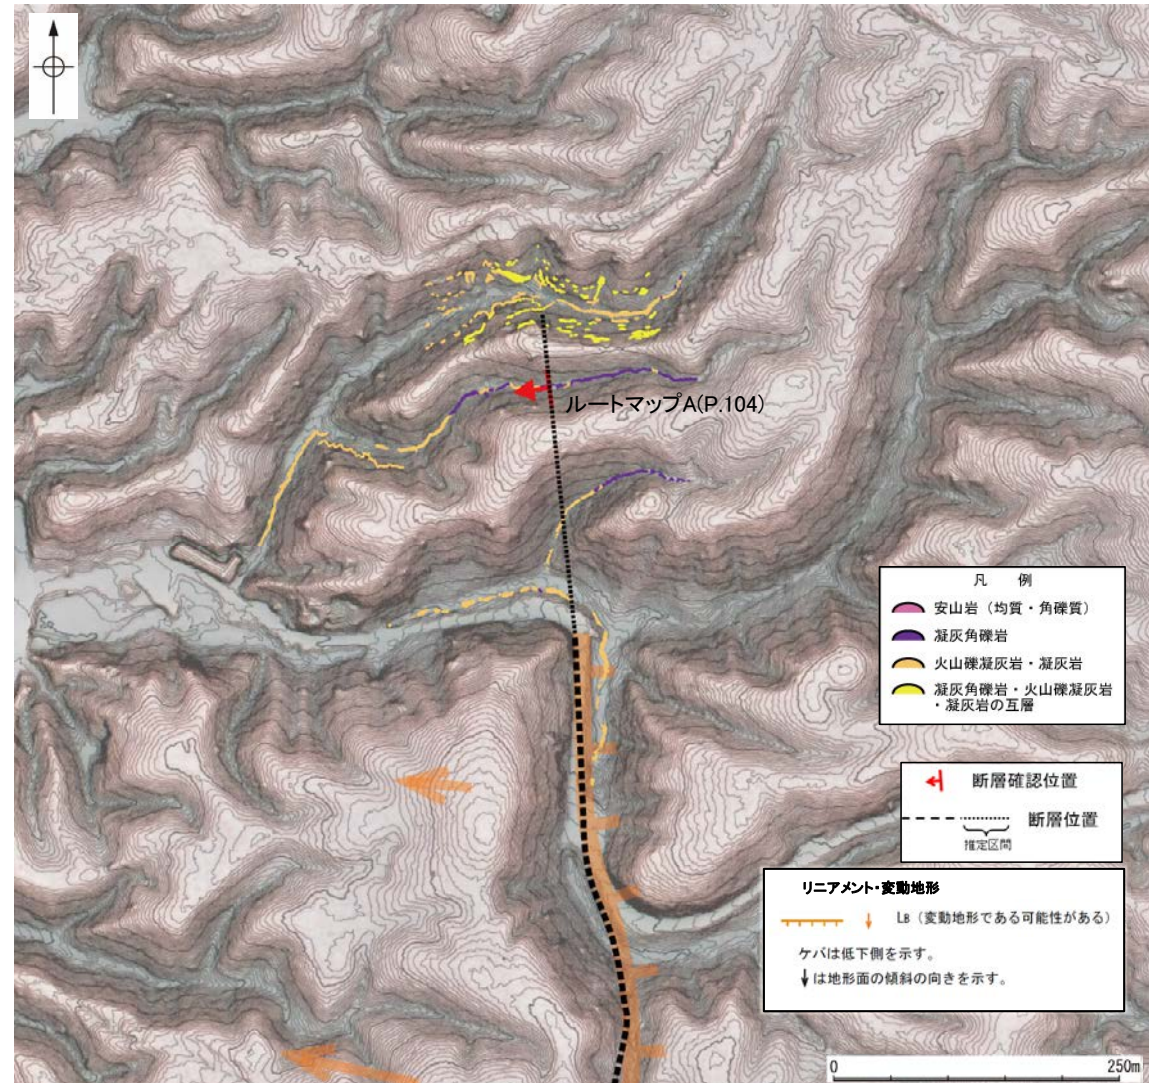 ルートマップA(P.104)
凡 例
安山岩（均質・角礫質）
凝灰角礫岩
火山礫凝灰岩・凝灰岩
凝灰角礫岩・火山礫凝灰岩
・凝灰岩の互層
断層確認位置
断層位置
推定区間
リニアメント・変動地形
LB（変動地形である可能性がある）
ケバは低下側を示す。
↓は地形面の傾斜の向きを示す。
0 250m